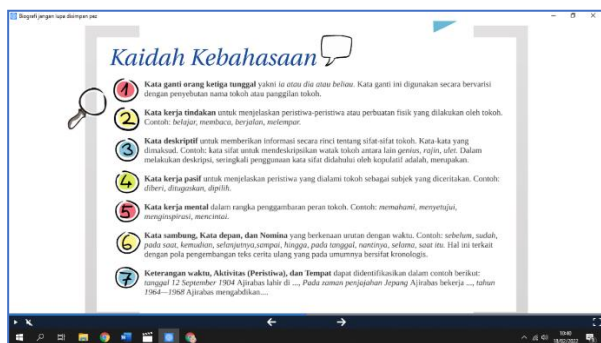 Biografi jangan lupa disimpen pez
Kaidah Kebahasaan
1
Kata ganti orang ketiga tunggal yakni ia atau dia atau beliau. Kata ganti ini digunakan secara bervariasi
dengan penyebutan nama tokoh atau panggilan tokoh.
2
Kata kerja tindakan untuk menjelaskan peristiwa-peristiwa atau perbuatan fisik yang dilakukan oleh tokoh.
Contoh: belajar, membaca, berjalan, melempar.
3
Kata deskriptif untuk memberikan informasi secara rinci tentang sifat-sifat tokoh. Kata-kata yang
dimaksud. Contoh: kata sifat untuk mendeskripsikan watak tokoh antara lain genius, rajin, ulet. Dalam
melakukan deskripsi, seringkali penggunaan kata sifat didahului oleh kopulatif adalah, merupakan.
4
Kata kerja pasif untuk menjelaskan peristiwa yang dialami tokoh sebagai subjek yang diceritakan. Contoh:
diberi, ditugaskan, dipilih.
5
Kata kerja mental dalam rangka penggambaran peran tokoh. Contoh: memahami, menyetujui,
menginspirasi, mencintai.
6
Kata sambung, Kata depan, dan Nomina yang berkenaan urutan dengan waktu. Contoh: sebelum, sudah,
pada saat, kemudian, selanjutnya,sampai, hingga, pada tanggal, nantinya, selama, saat itu. Hal ini terkait
dengan pola pengembangan teks cerita ulang yang pada umumnya bersifat kronologis.
7
Keterangan waktu, Aktivitas (Peristiwa), dan Tempat dapat diidentifikasikan dalam contoh berikot:
tanggal 12 September 1904 Ajirabas lahir di ..., Pada zaman penjajahan Jepang Ajirabas bekerja ..., tahun
1964—1968 Ajirabas mengabdikan....
10:40
18/02/2022